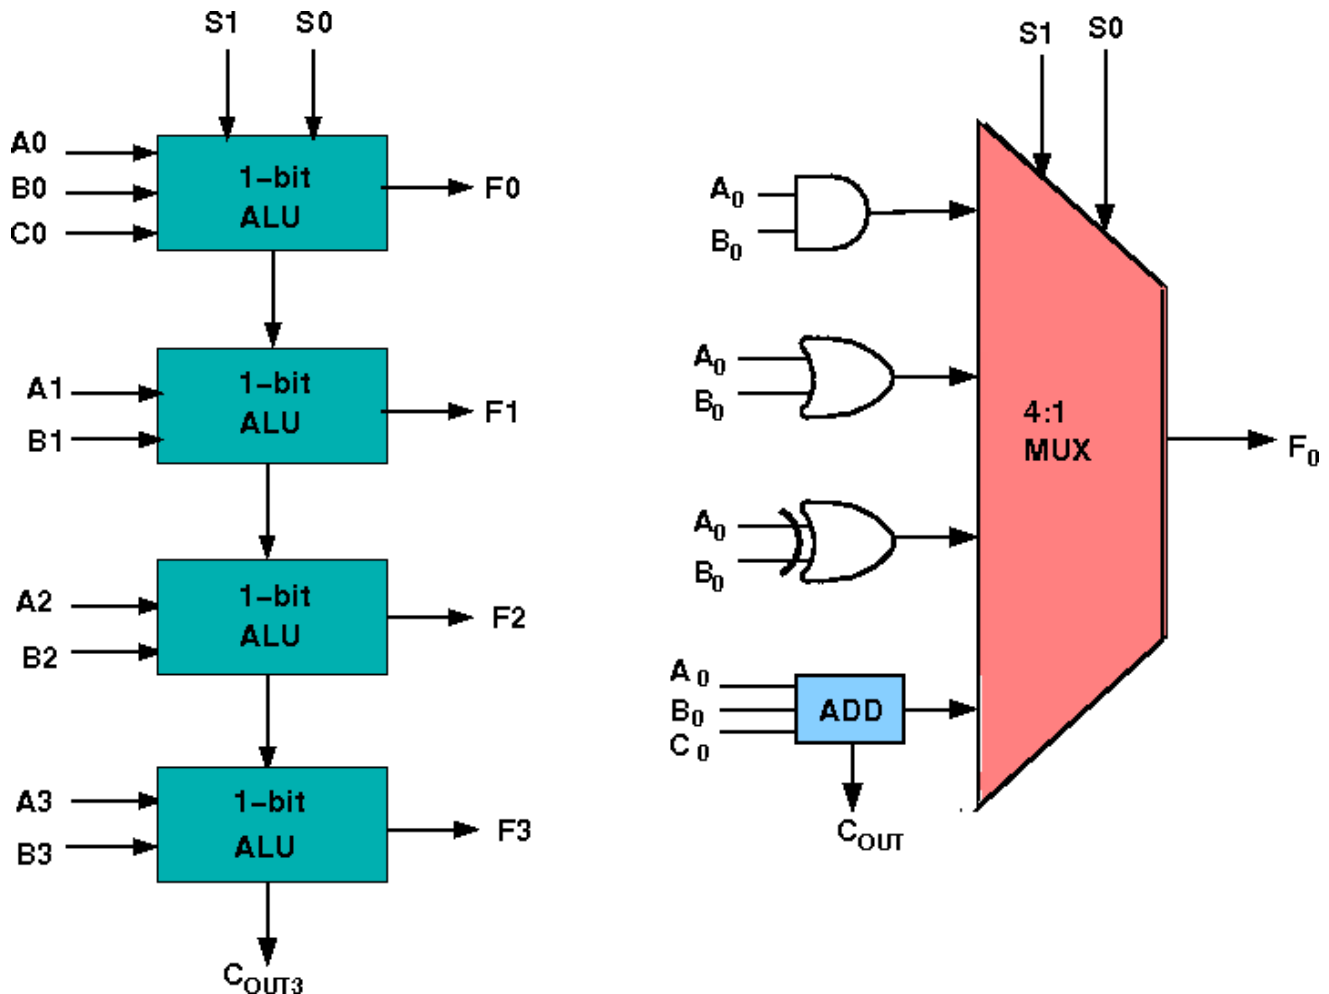 S1 S0
A0
B0
C0
1-bit
ALU
F0
A1
B1
1-bit
ALU
F1
A2
B2
1-bit
ALU
F2
A3
B3
1-bit
ALU
F3
COUT3
S1 S0
A0
B0
A0
B0
A0
B0
A0
B0
C0
ADD
COUT
4:1
MUX
F0